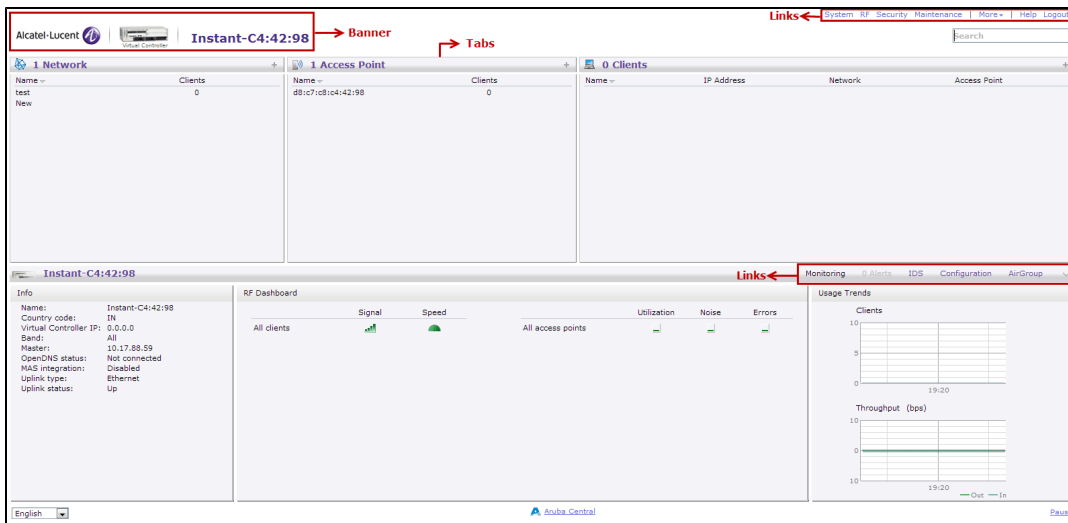 Links System RF Security Maintenance | More | Help Logout
Alcatel·Lucent Virtual Controller Instant-C4:42:98 Banner
Search
Tabs
1 Network +
Name Clients
test 0
New
1 Access Point +
Name Clients
d8:c7:c8:c4:42:98 0
0 Clients +
Name IP Address Network Access Point
Instant-C4:42:98 Links Monitoring 0 Alerts IDS Configuration AirGroup
Info
Name: Instant-C4:42:98
Country code: IN
Virtual Controller IP: 0.0.0.0
Band: All
Master: 10.17.88.59
OpenDNS status: Not connected
MAS integration: Disabled
Uplink type: Ethernet
Uplink status: Up
RF Dashboard
Signal Speed
All clients
Utilization Noise Errors
All access points
Usage Trends
Clients
10
5
0
19:20
Throughput (bps)
10
0
10
19:20
Out In
English Aruba Central Paus